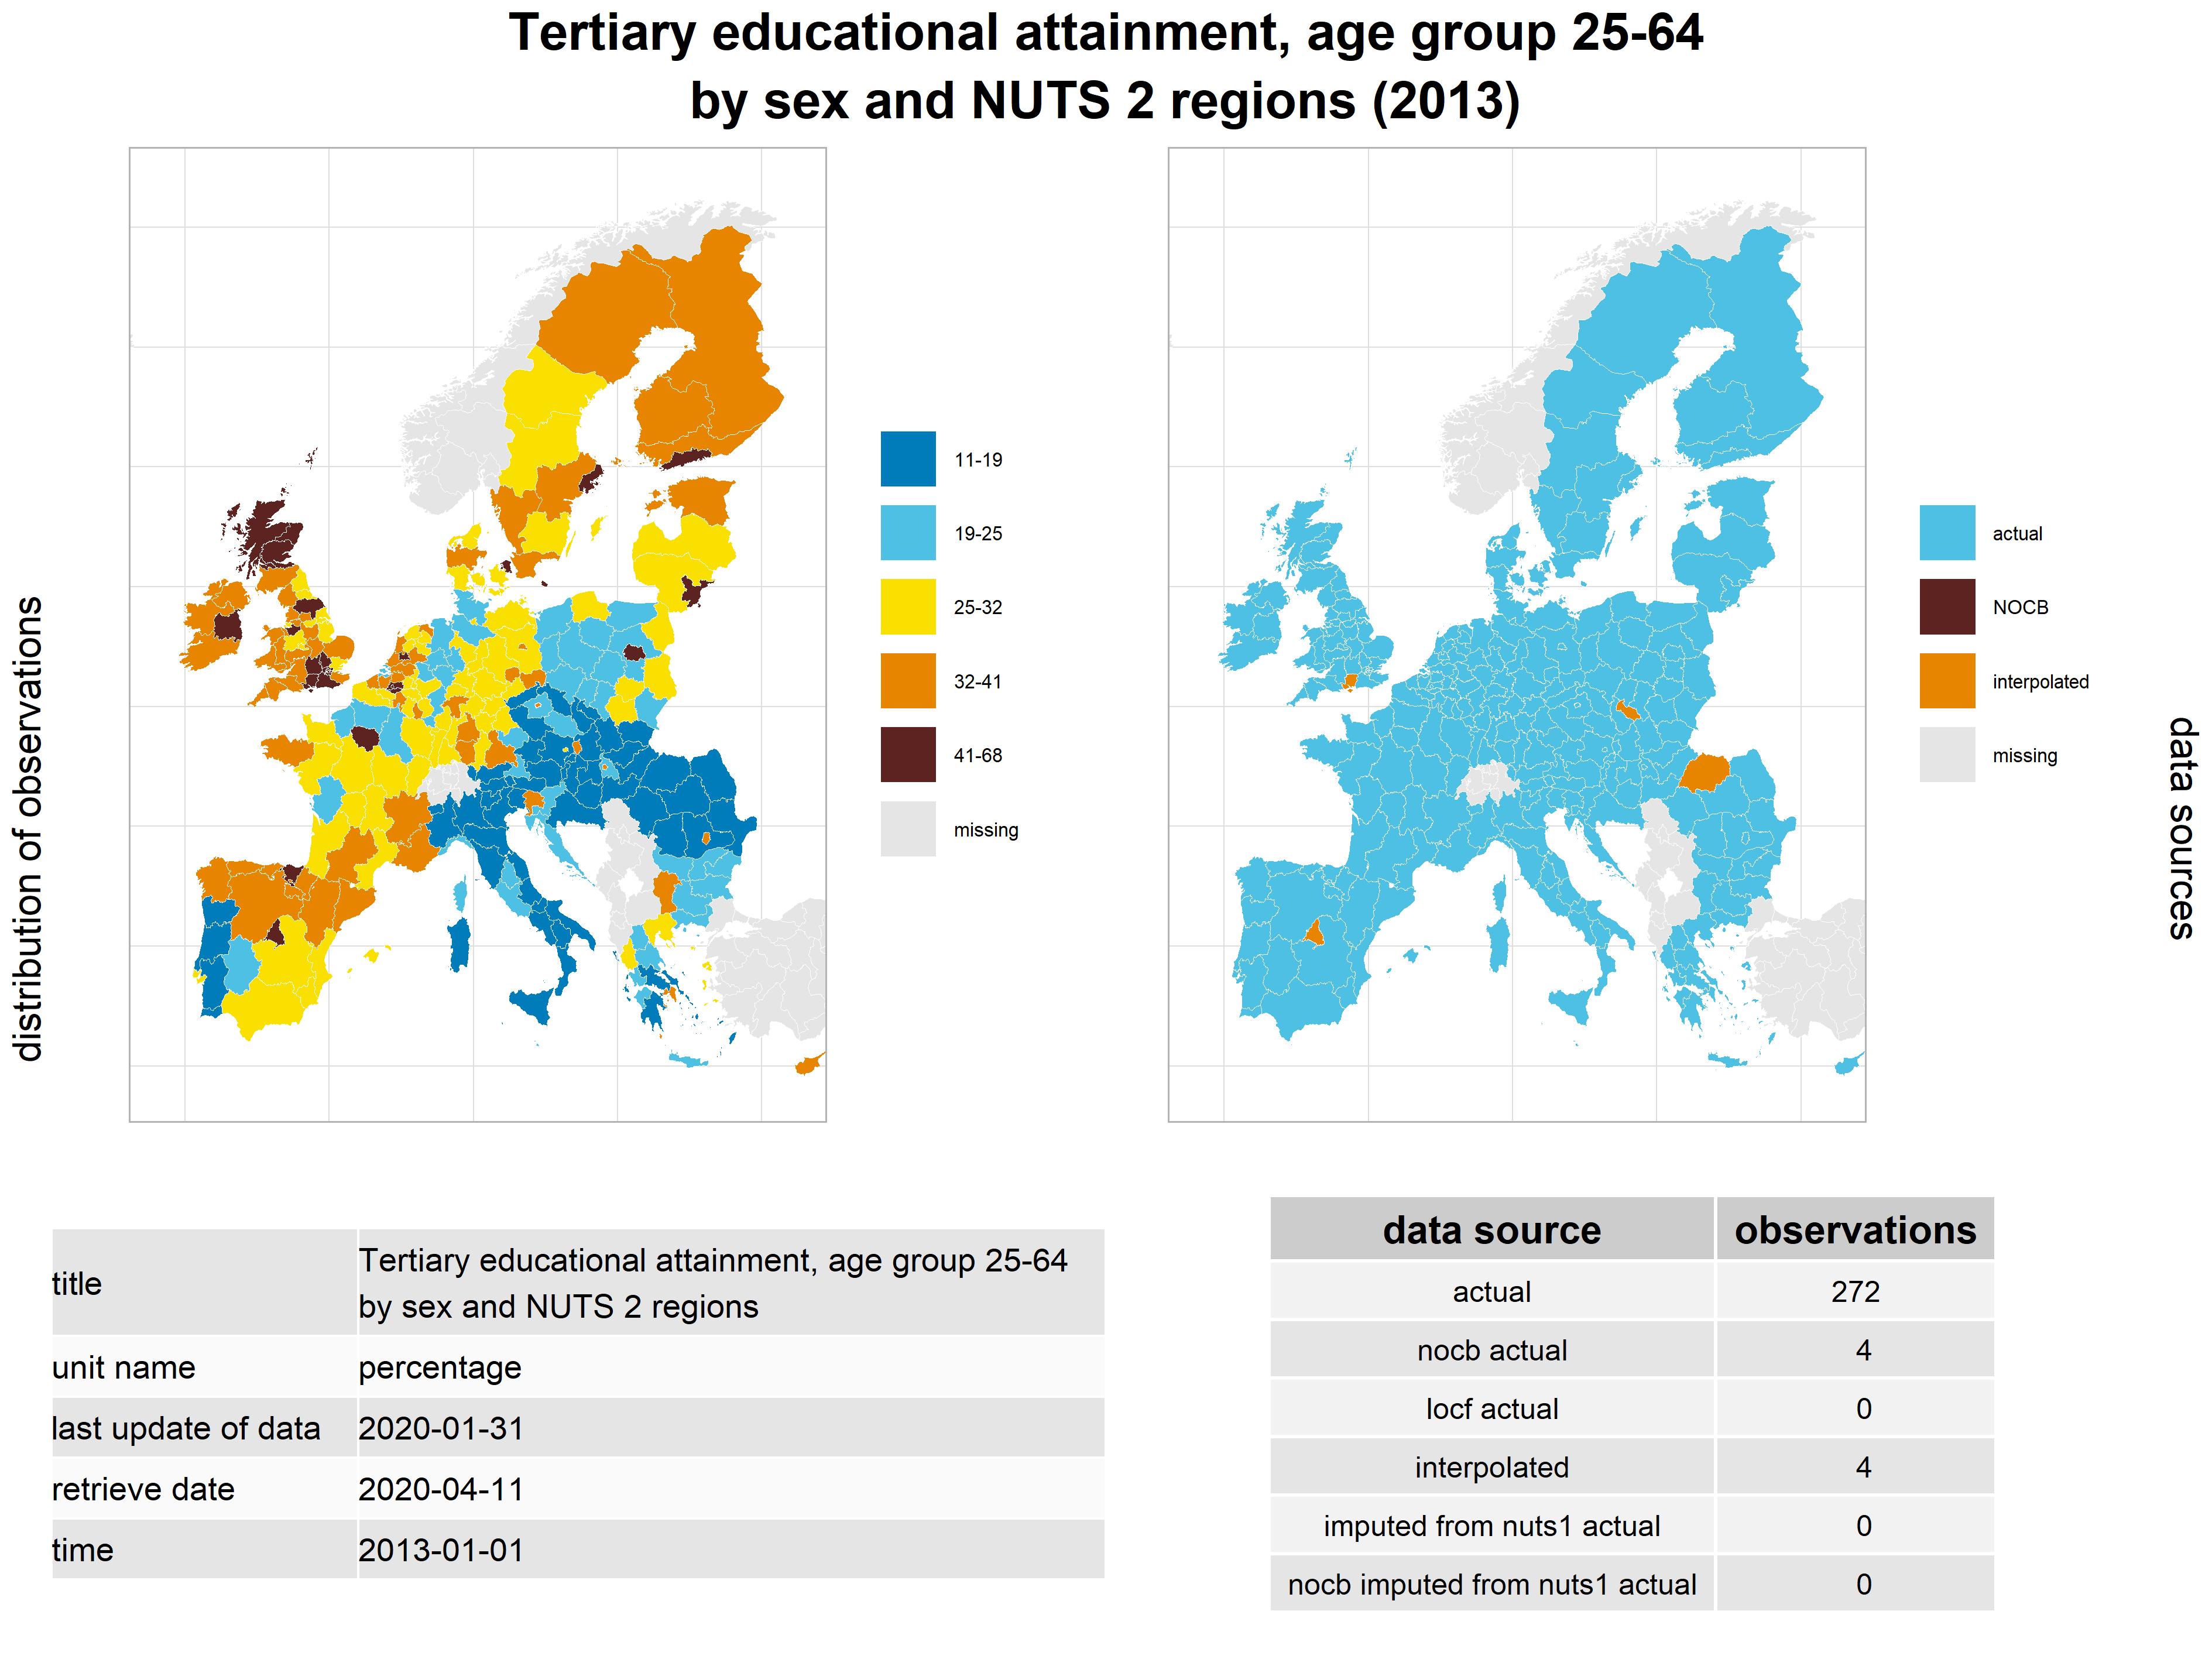 Tertiary educational attainment, age group 25-64
by sex and NUTS 2 regions (2013)
distribution of observations
11-19
19-25
25-32
32-41
41-68
missing
actual
NOCB
interpolated
missing
data sources
title
Tertiary educational attainment, age group 25-64
by sex and NUTS 2 regions
unit name percentage
last update of data 2020-01-31
retrieve date 2020-04-11
time 2013-01-01
data source observations
actual 272
nocb actual 4
locf actual 0
interpolated 4
imputed from nuts1 actual 0
nocb imputed from nuts1 actual 0